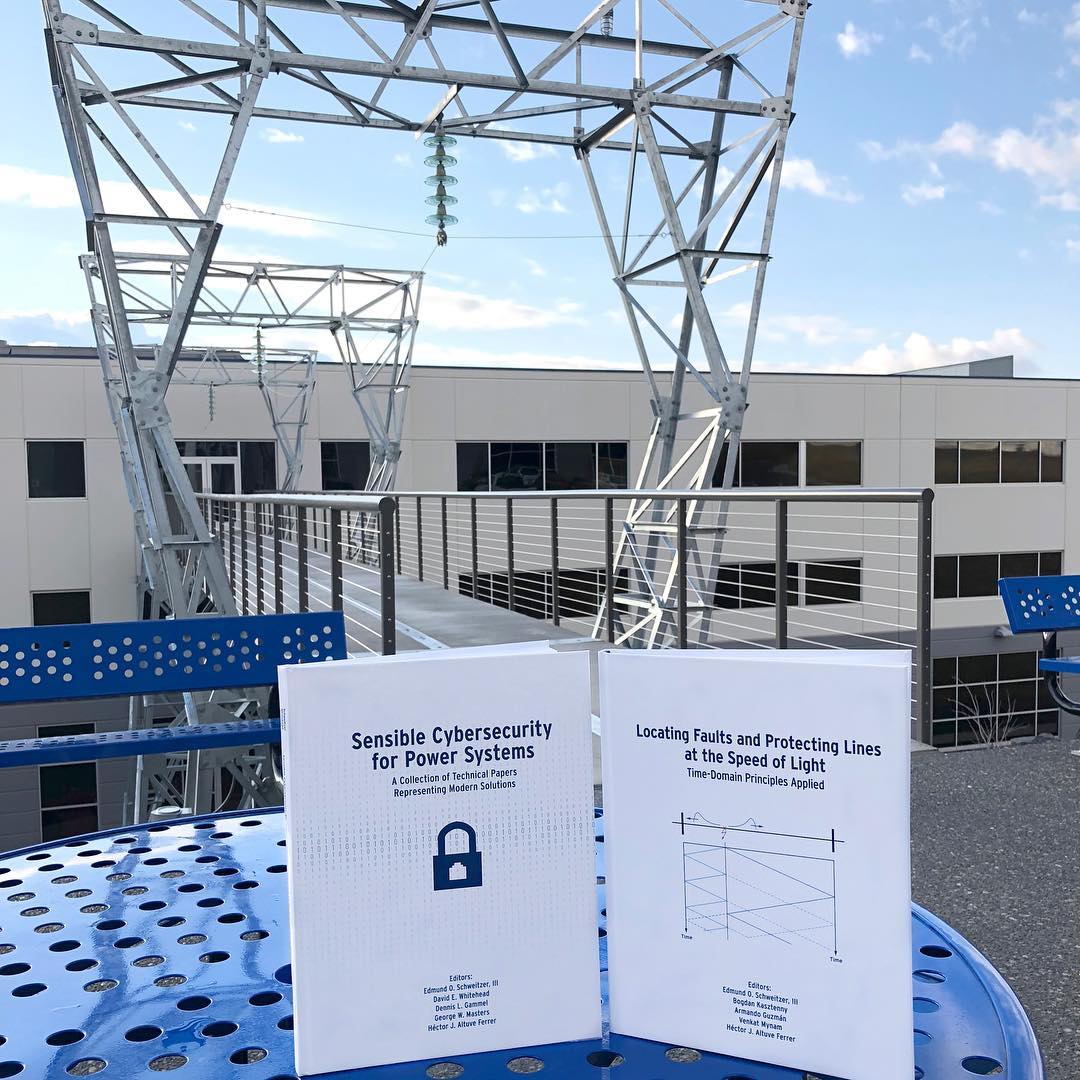 Sensible Cybersecurity
for Power Systems
A Collection of Technical Papers
Representing Modern Solutions
Editors:
Edmund O. Schweitzer, III
David E. Whitehead
Dennis L. Gammel
George W. Masters
Héctor J. Altuve Ferrer
Locating Faults and Protecting Lines
at the Speed of Light
Time-Domain Principles Applied
Time
Time
Editors:
Edmund O. Schweitzer, III
Bogdan Kasztenny
Armando Guzmán
Venkat Mynam
Héctor J. Altuve Ferrer